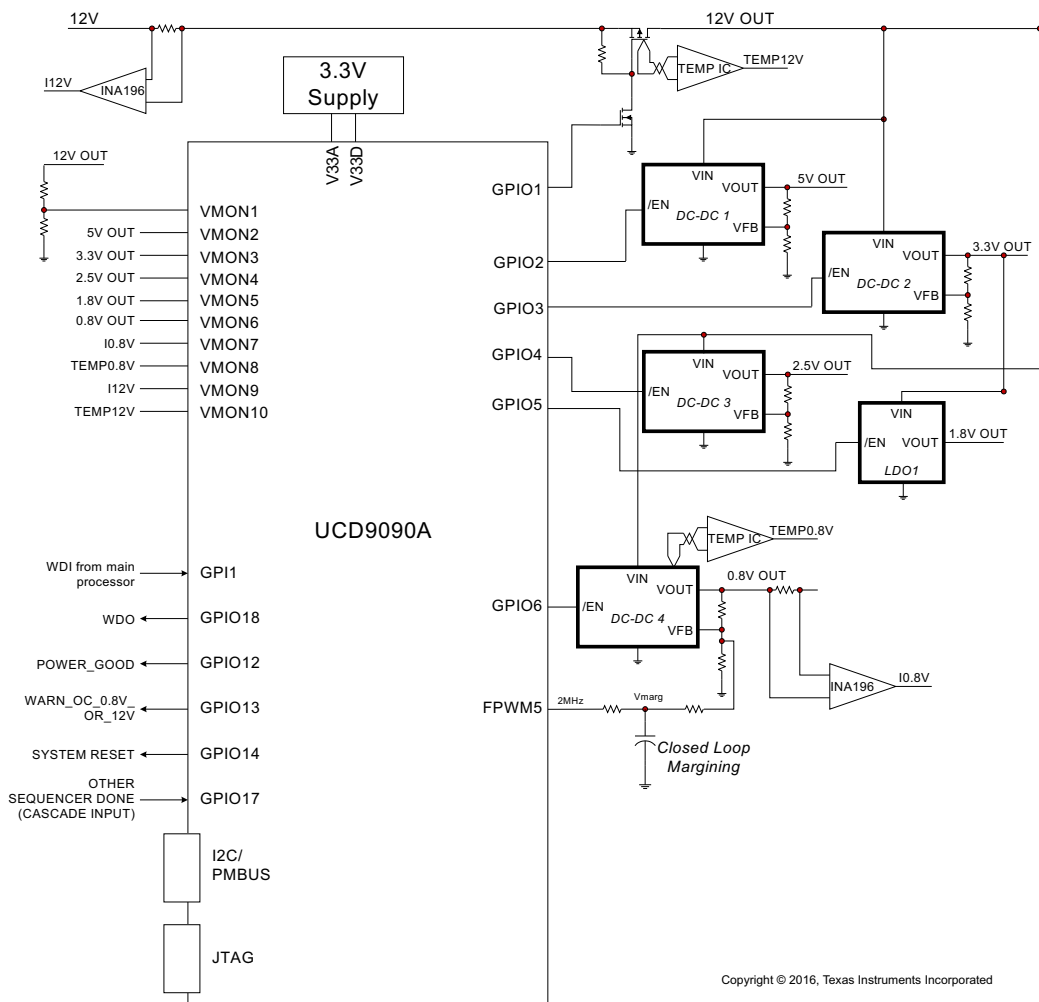 12V
12V OUT
I12V
INA196
3.3V
Supply
TEMP IC
TEMP12V
V33A
V33D
12V OUT
VMON1
5V OUT
VMON2
3.3V OUT
VMON3
2.5V OUT
VMON4
1.8V OUT
VMON5
0.8V OUT
VMON6
I0.8V
VMON7
TEMP0.8V
VMON8
I12V
VMON9
TEMP12V
VMON10
GPIO1
GPIO2
GPIO3
GPIO4
GPIO5
VIN
VOUT
5V OUT
/EN
DC-DC 1
VFB
VIN
VOUT
3.3V OUT
/EN
DC-DC 2
VFB
VIN
VOUT
2.5V OUT
/EN
DC-DC 3
VFB
VIN
/EN
VOUT
1.8V OUT
LDO1
UCD9090A
TEMP IC
TEMP0.8V
WDI from main
processor
GPI1
WDO
GPIO18
POWER_GOOD
GPIO12
WARN_OC_0.8V_
OR_12V
GPIO13
SYSTEM RESET
GPIO14
OTHER
SEQUENCER DONE
(CASCADE INPUT)
GPIO17
GPIO6
VIN
VOUT
0.8V OUT
/EN
DC-DC 4
VFB
INA196
I0.8V
FPWM5
2MHz
Vmarg
Closed Loop
Margining
I2C/
PMBUS
JTAG
Copyright © 2016, Texas Instruments Incorporated